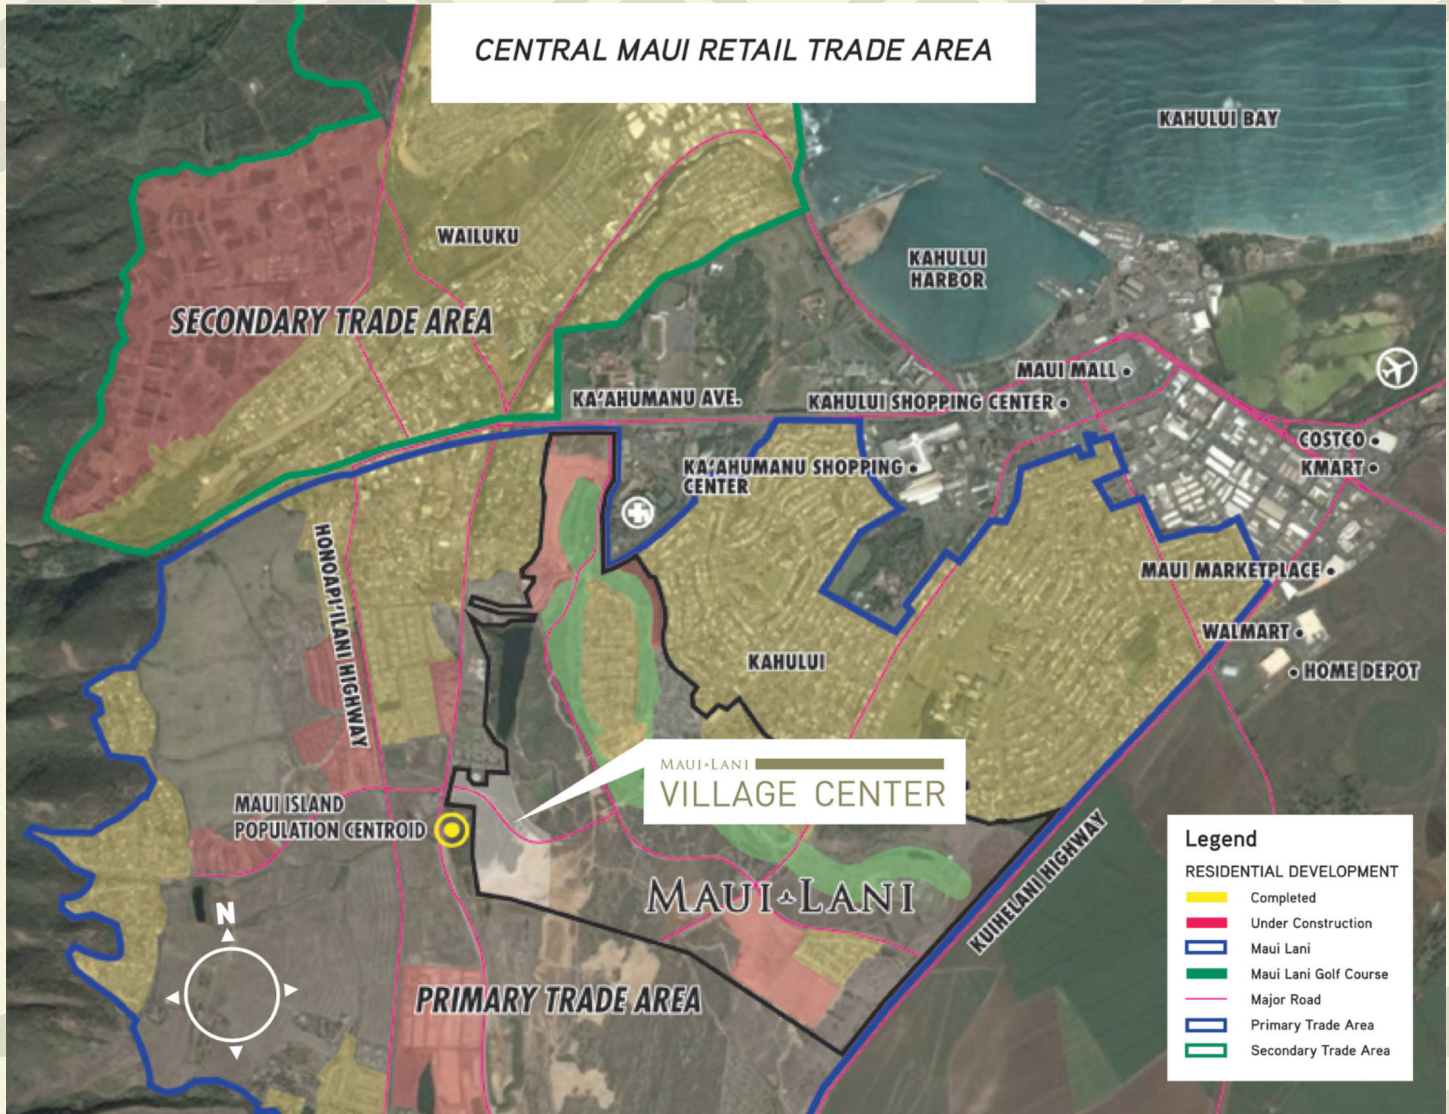 CENTRAL MAUI RETAIL TRADE AREA
KAHULUI BAY
WAILUKU
KAHULUI
HARBOR
SECONDARY TRADE AREA
MAUI MALL
KA'AHUMANU AVE.
KAHULUI SHOPPING CENTER
COSTCO
KMART
KA'AHUMANU SHOPPING
CENTER
HONOAPI'ILANI HIGHWAY
MAUI MARKETPLACE
WALMART
KAHULUI
HOME DEPOT
MAUI LANI
VILLAGE CENTER
MAUI ISLAND
POPULATION CENTROID
KUIHELANI HIGHWAY
MAUI LANI
N
PRIMARY TRADE AREA
Legend
RESIDENTIAL DEVELOPMENT
Completed
Under Construction
Maui Lani
Maui Lani Golf Course
Major Road
Primary Trade Area
Secondary Trade Area